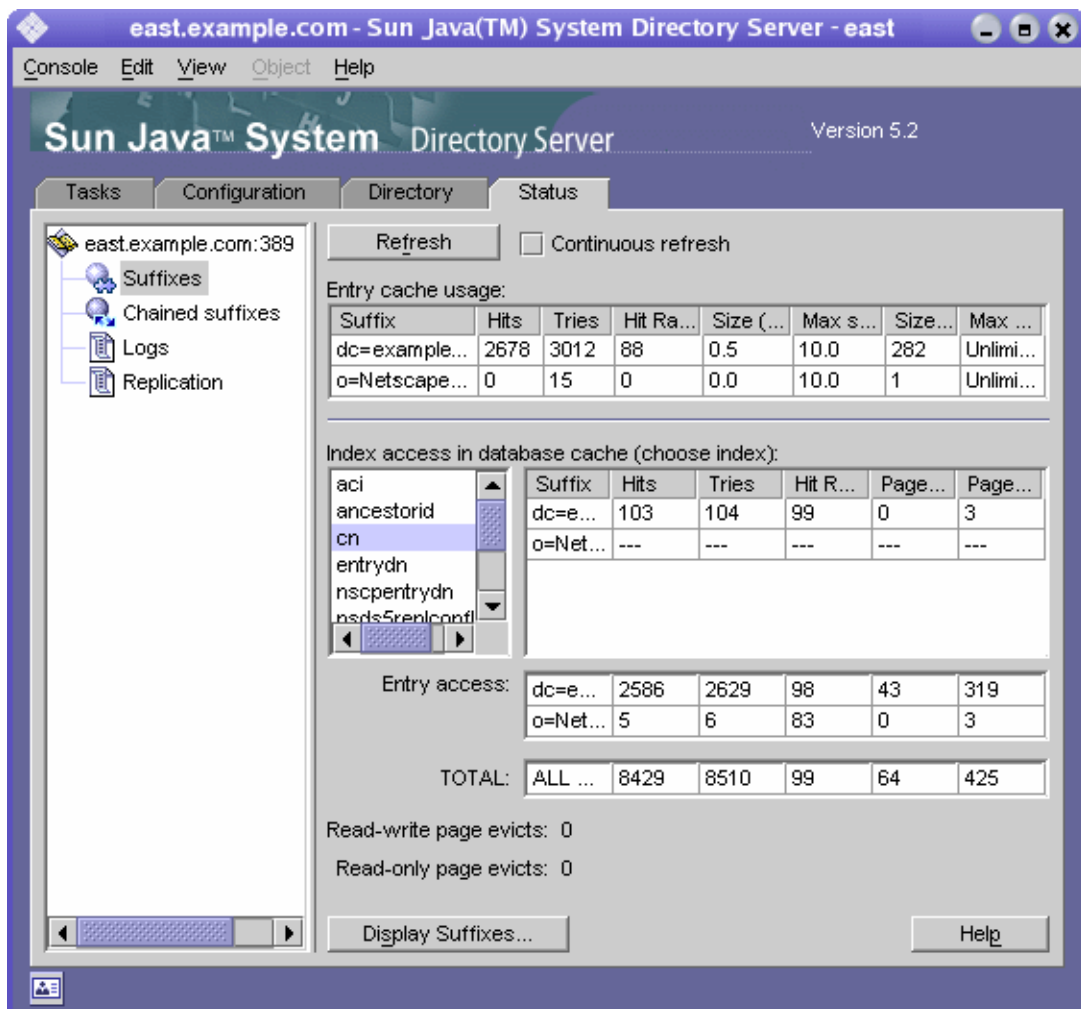 east.example.com - Sun Java(TM) System Directory Server - east
Console Edit View Object Help
Sun Java™ System Directory Server Version 5.2
Tasks Configuration Directory Status
east.example.com:389
Suffixes
Chained suffixes
Logs
Replication
Refresh Continuous refresh
Entry cache usage:
Suffix Hits Tries Hit Ra... Size (... Max s... Size... Max ...
dc=example... 2678 3012 88 0.5 10.0 282 Unlimi...
o=Netscape... 0 15 0 0.0 10.0 1 Unlimi...
Index access in database cache (choose index):
aci
ancestorid
cn
entrydn
nscpentrydn
nsds5replconfl
Suffix Hits Tries Hit R... Page... Page...
dc=e... 103 104 99 0 3
o=Net... --- --- --- --- ---
Entry access: dc=e... 2586 2629 98 43 319
o=Net... 5 6 83 0 3
TOTAL: ALL ... 8429 8510 99 64 425
Read-write page evicts: 0
Read-only page evicts: 0
Display Suffixes... Help